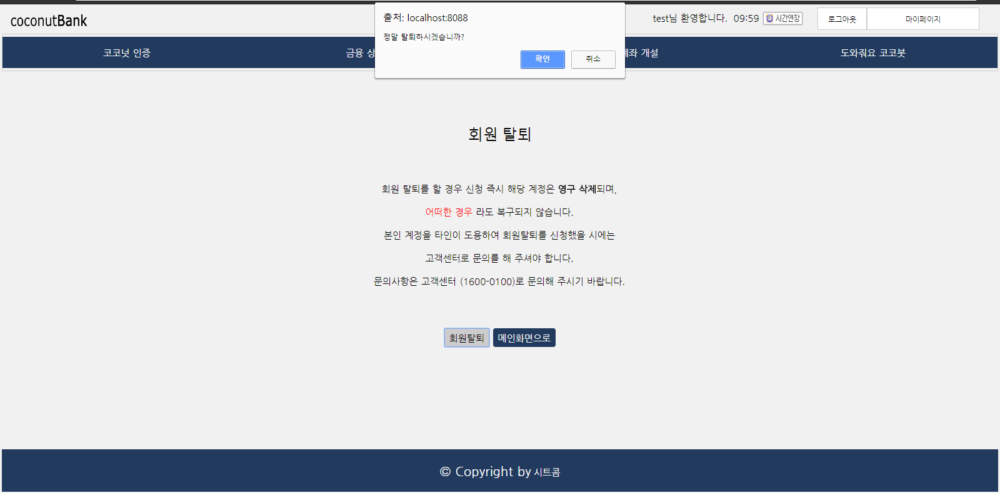 coconutBank
출처: localhost:8088
정말 탈퇴하시겠습니까?
확인 취소
test님 환영합니다. 09:59 시간연장 로그아웃 마이페이지
코코넛 인증 금융 상 개설 도와줘요 코코봇
회원 탈퇴
회원 탈퇴를 할 경우 신청 즉시 해당 계정은 영구 삭제되며,
어떠한 경우 라도 복구되지 않습니다.
본인 계정을 타인이 도용하여 회원탈퇴를 신청했을 시에는
고객센터로 문의를 해 주셔야 합니다.
문의사항은 고객센터 (1600-0100)로 문의해 주시기 바랍니다.
회원탈퇴 메인화면으로
© Copyright by 시트콤